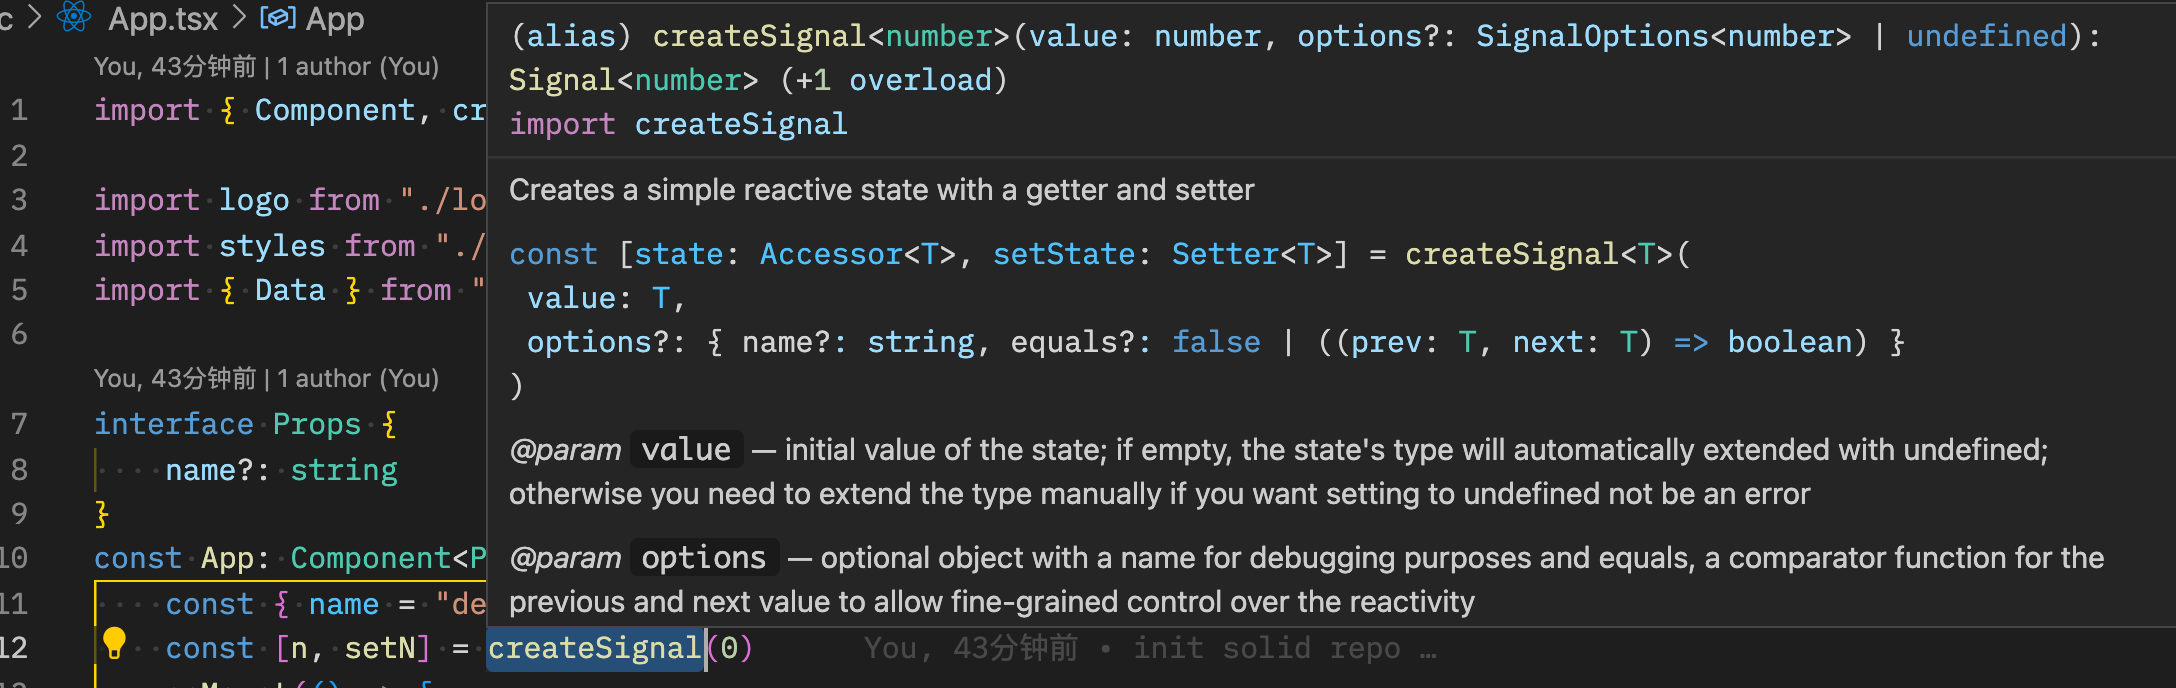 c > App.tsx > App
You, 43分钟前 | 1 author (You)
1 import { Component, cr
2
3 import logo from "./lo
4 import styles from "./
5 import { Data } from "
6
You, 43分钟前 | 1 author (You)
7 interface Props {
8 name?: string
9 }
10 const App: Component<P
11 const { name = "de
12 const [n, setN] = createSignal(0) You, 43分钟前 • init solid repo …
(alias) createSignal<number>(value: number, options?: SignalOptions<number> | undefined):
Signal<number> (+1 overload)
import createSignal
Creates a simple reactive state with a getter and setter
const [state: Accessor<T>, setState: Setter<T>] = createSignal<T>(
value: T,
options?: { name?: string, equals?: false | ((prev: T, next: T) => boolean) }
)
@param value — initial value of the state; if empty, the state's type will automatically extended with undefined;
otherwise you need to extend the type manually if you want setting to undefined not be an error
@param options — optional object with a name for debugging purposes and equals, a comparator function for the
previous and next value to allow fine-grained control over the reactivity